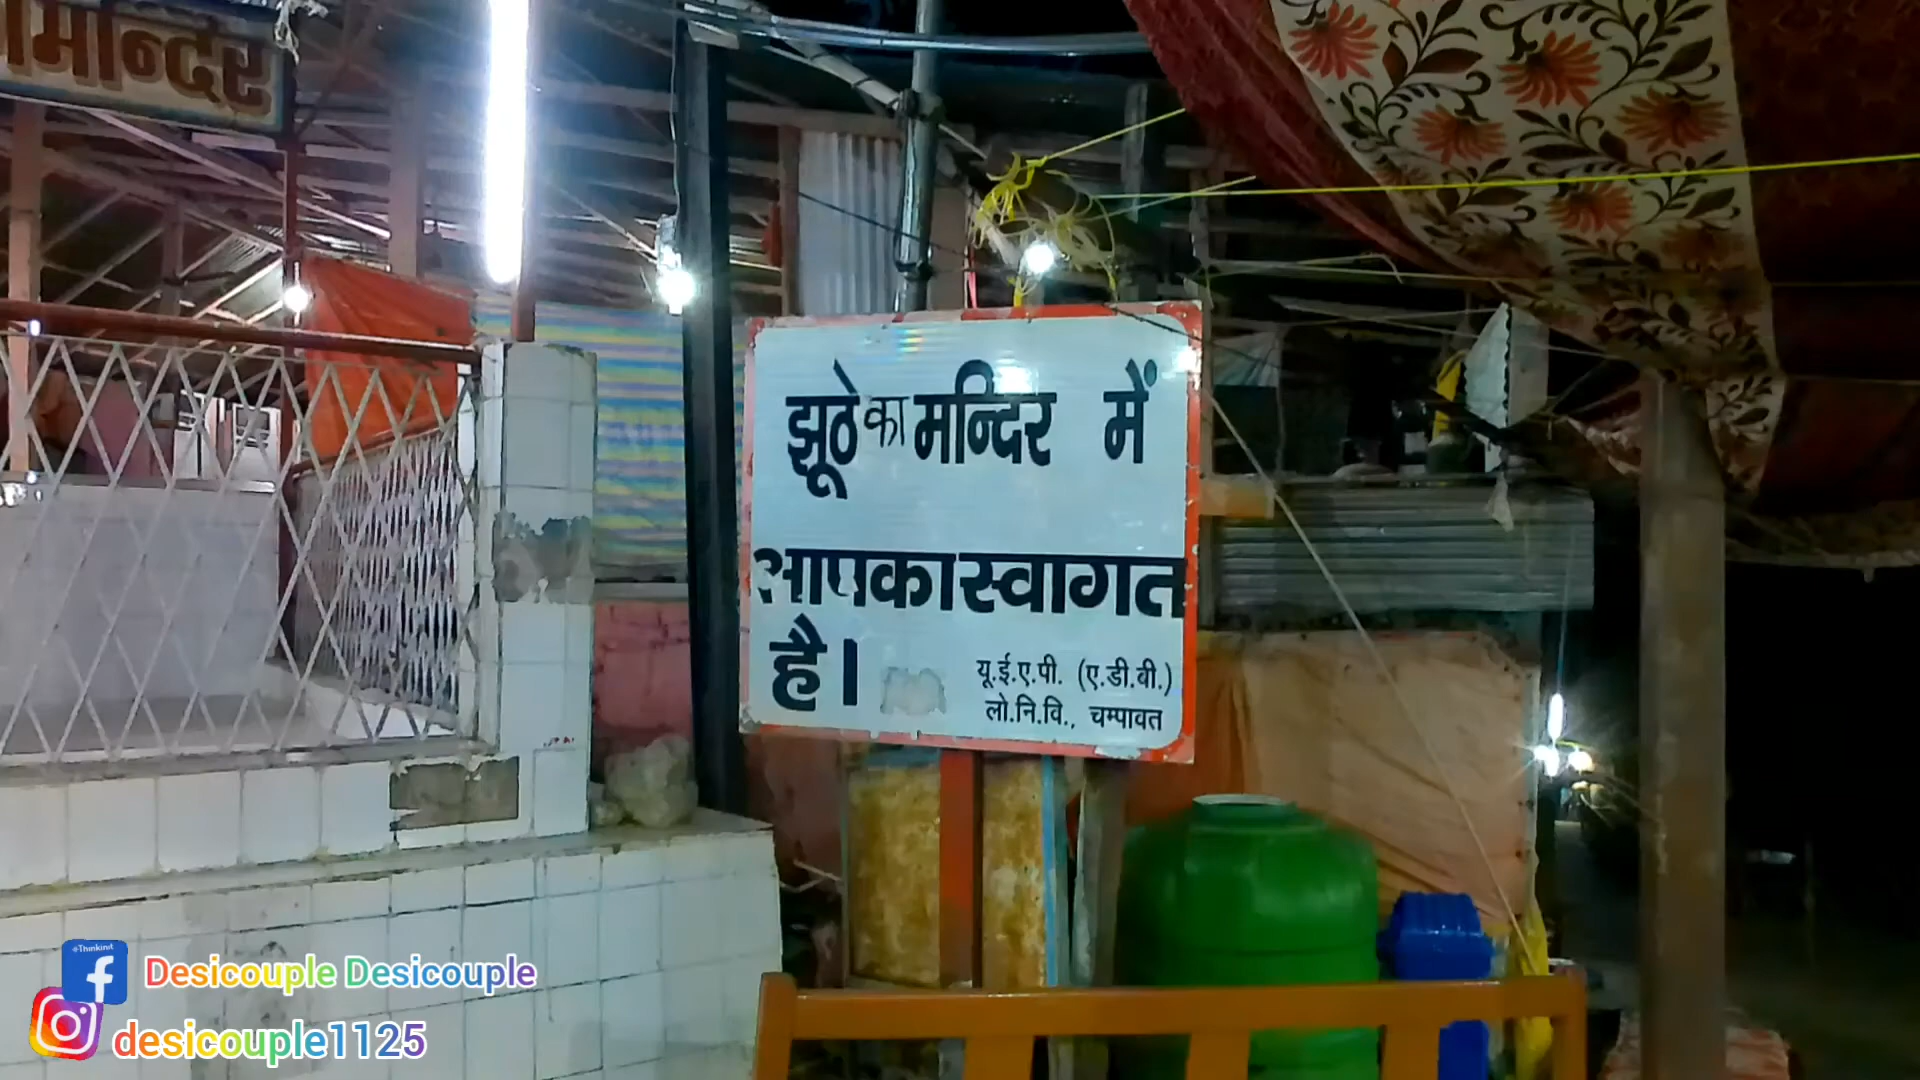 मन्दिर
झूठे का मन्दिर में
आपका स्वागत
है।
यू.ई.ए.पी. (ए.डी.बी.)
लो.नि.वि., चम्पावत
Desicouple Desicouple
desicouple1125